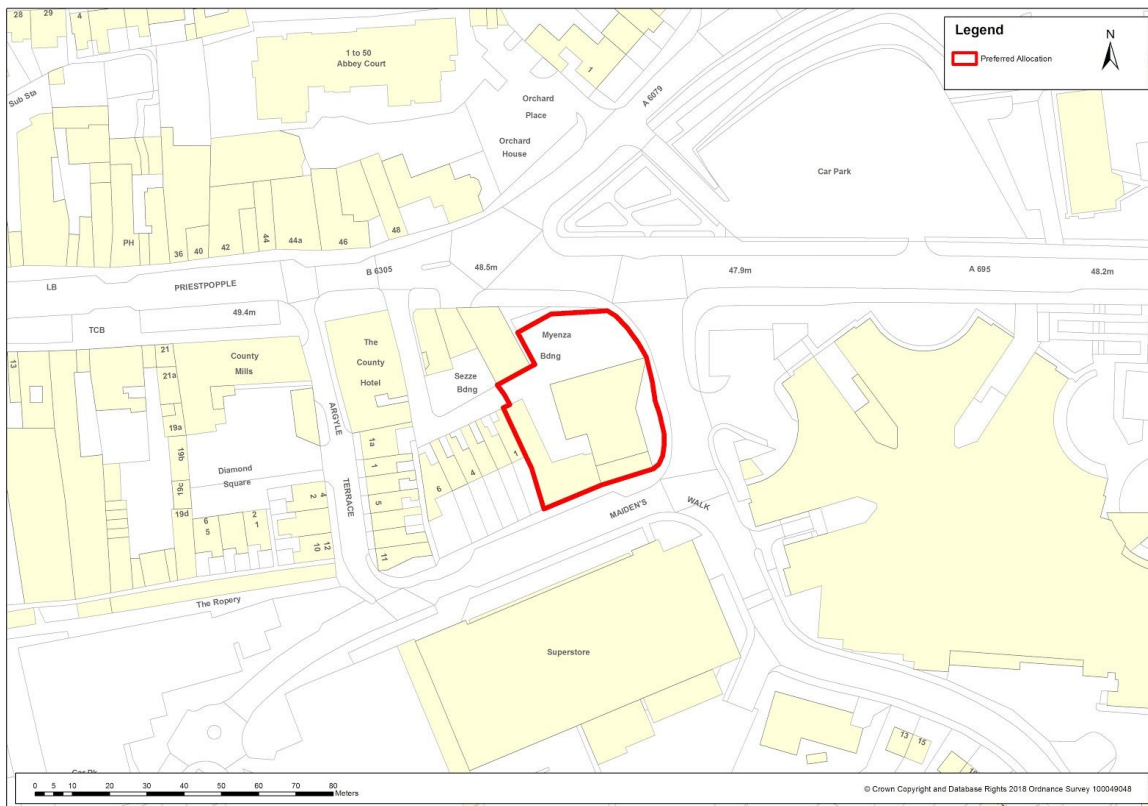 28
29
4
1 to 50
Abbey Court
Sub Sta
1
A 6079
Orchard
Place
Orchard
House
Car Park
Legend
Preferred Allocation
N
PH
36
40
42
44
44a
46
48
B 6305
48.5m
47.9m
A 695
48.2m
LB
PRIESTPOPPLE
49.4m
TCB
13
21
21a
19a
19b
19c
19d
County
Mills
The
County
Hotel
Sezze
Bdng
Myenza
Bdng
ARGYLE
TERRACE
1a
1
5
11
6
4
1
Diamond
Square
6
5
2
1
2
4
10
12
MAIDEN'S
WALK
The Ropery
Superstore
13
15
Car Pk
0 5 10 20 30 40 50 60 70 80
Meters
© Crown Copyright and Database Rights 2018 Ordnance Survey 100049048